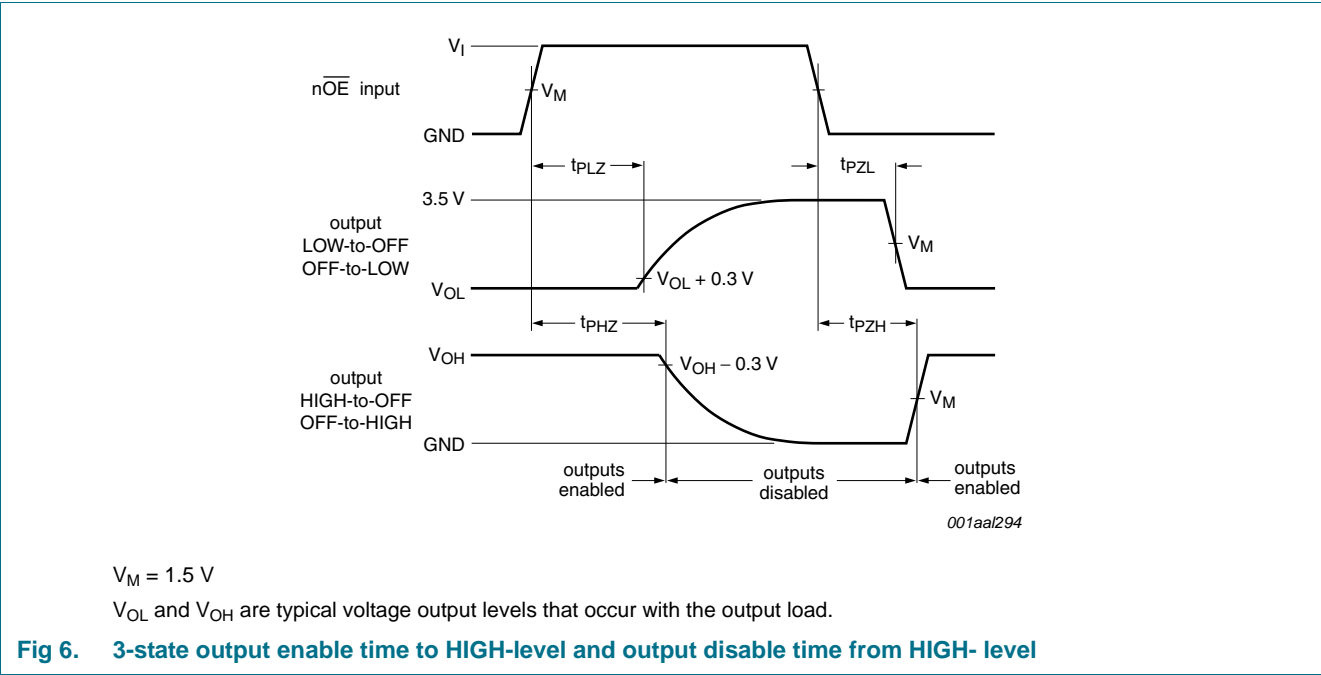 V_I
nO̅E̅ input
V_M
GND
t_PLZ
t_PZL
3.5 V
output
LOW-to-OFF
OFF-to-LOW
V_M
V_OL + 0.3 V
V_OL
t_PHZ
t_PZH
V_OH
V_OH − 0.3 V
output
HIGH-to-OFF
OFF-to-HIGH
V_M
GND
outputs
enabled
outputs
disabled
outputs
enabled
001aal294
V_M = 1.5 V
V_OL and V_OH are typical voltage output levels that occur with the output load.
Fig 6. 3-state output enable time to HIGH-level and output disable time from HIGH- level